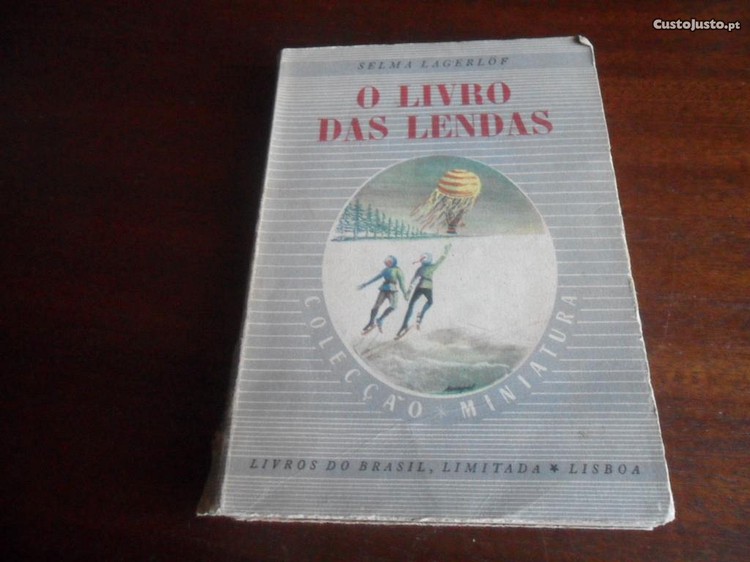 CustoJusto.pt
SELMA LAGERLÖF
O LIVRO
DAS LENDAS
COLECÇÃO ★ MINIATURA
LIVROS DO BRASIL, LIMITADA ★ LISBOA